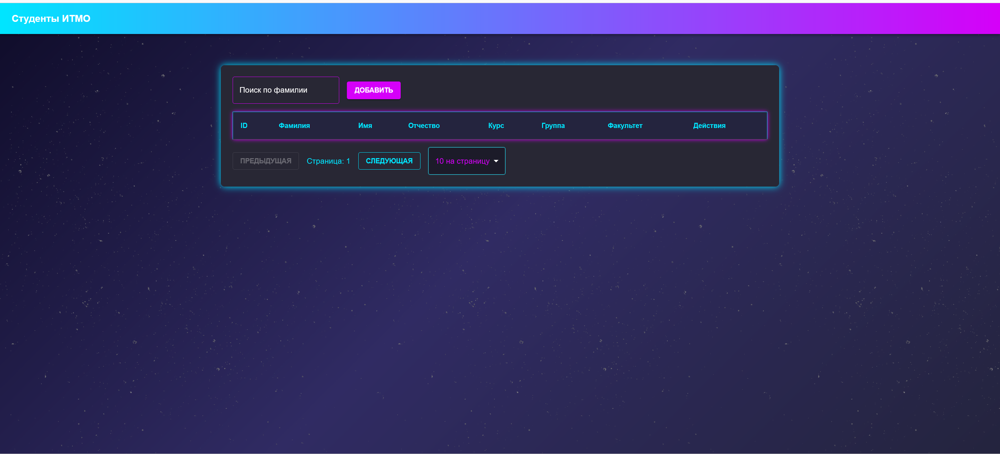 Студенты ИТМО
Поиск по фамилии ДОБАВИТЬ
ID Фамилия Имя Отчество Курс Группа Факультет Действия
ПРЕДЫДУЩАЯ Страница: 1 СЛЕДУЮЩАЯ 10 на страницу